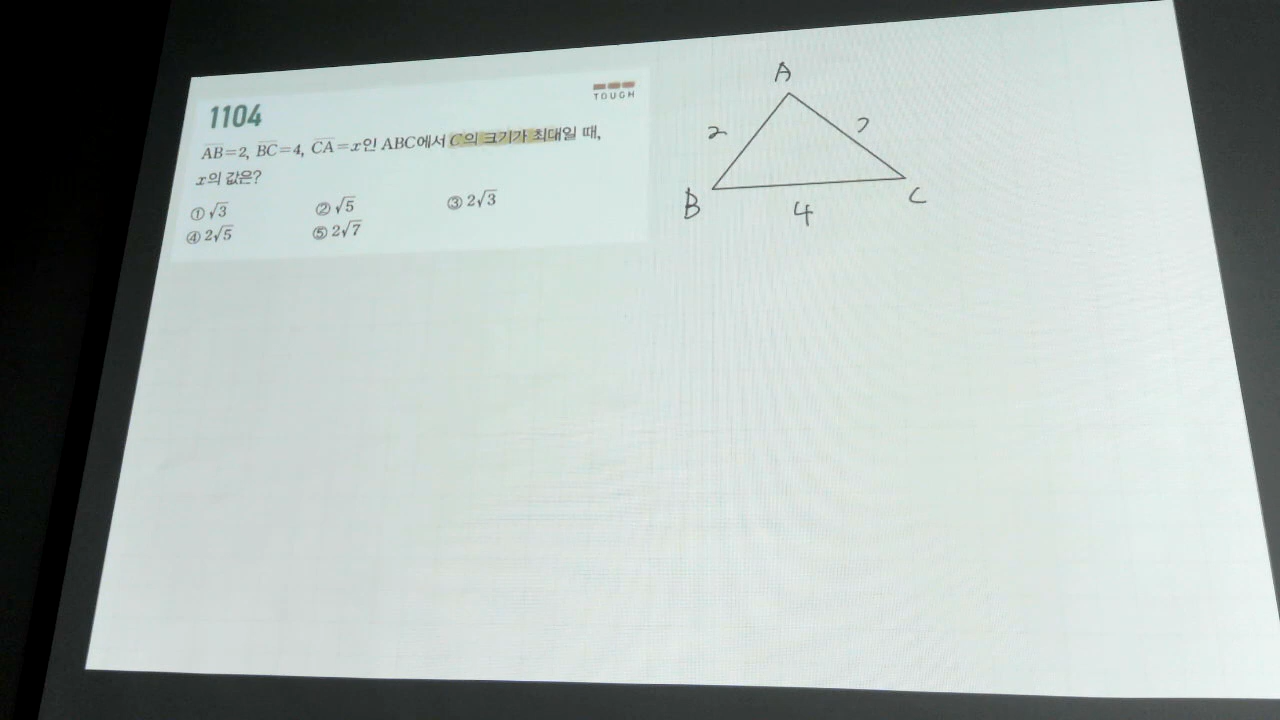 1104
TOUGH
AB=2, BC=4, CA=x인 ABC에서 C의 크기가 최대일 때,
x의 값은?
① √3 ② √5 ③ 2√3
④ 2√5 ⑤ 2√7
A
2 ?
B 4 C